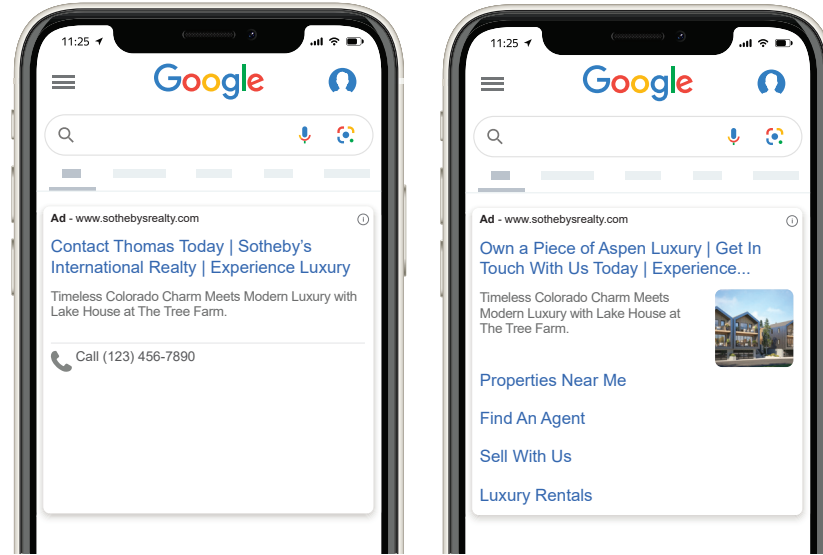 11:25
Google
Ad - www.sothebysrealty.com
Contact Thomas Today | Sotheby's
International Realty | Experience Luxury
Timeless Colorado Charm Meets Modern Luxury with
Lake House at The Tree Farm.
Call (123) 456-7890
11:25
Google
Ad - www.sothebysrealty.com
Own a Piece of Aspen Luxury | Get In
Touch With Us Today | Experience...
Timeless Colorado Charm Meets
Modern Luxury with Lake House at
The Tree Farm.
Properties Near Me
Find An Agent
Sell With Us
Luxury Rentals